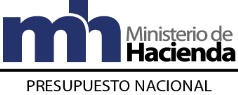 mh Ministerio de
Hacienda
PRESUPUESTO NACIONAL